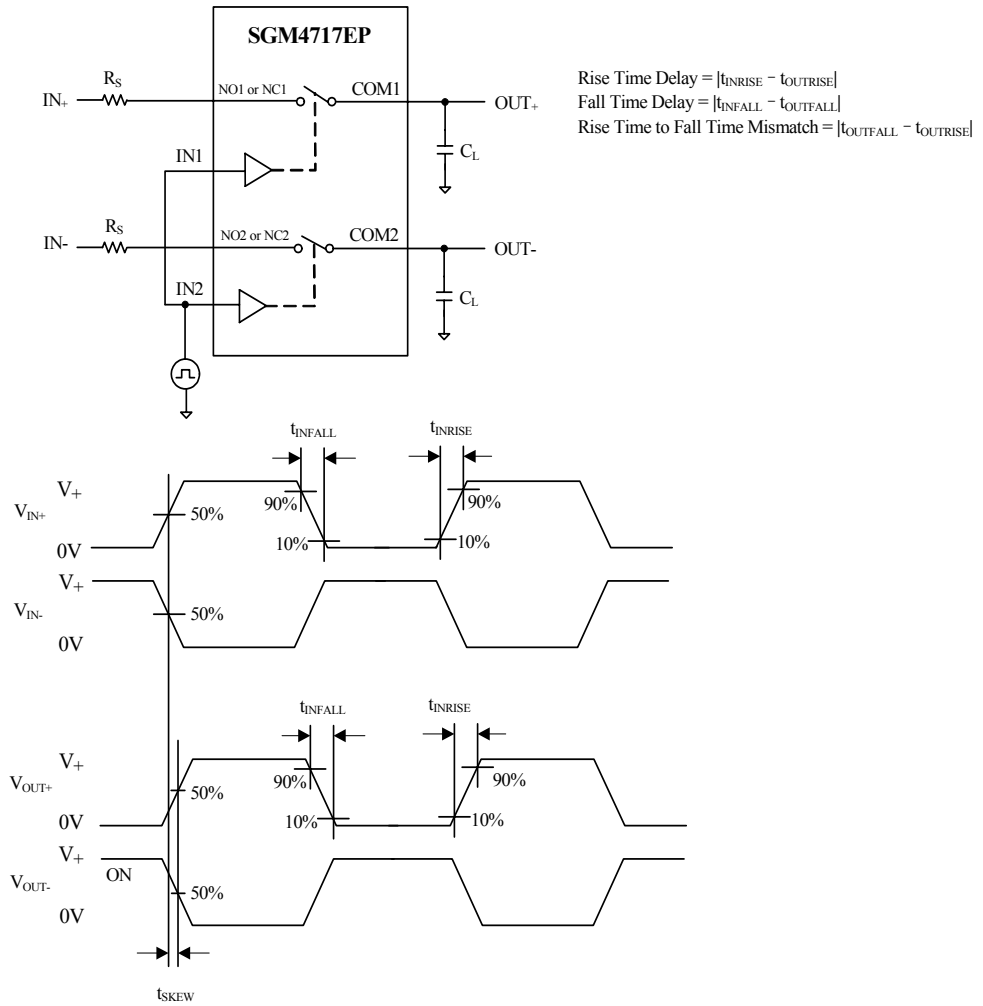 SGM4717EP
Rise Time Delay = |tINRISE − tOUTRISE|
Fall Time Delay = |tINFALL − tOUTFALL|
Rise Time to Fall Time Mismatch = |tOUTFALL − tOUTRISE|
RS
IN+
NO1 or NC1
COM1
OUT+
CL
IN1
RS
IN-
NO2 or NC2
COM2
OUT-
CL
IN2
tINFALL
tINRISE
V+
VIN+
0V
50%
90%
10%
10%
90%
V+
VIN-
0V
50%
tINFALL
tINRISE
V+
VOUT+
0V
50%
90%
10%
10%
90%
V+
ON
VOUT-
0V
50%
tSKEW